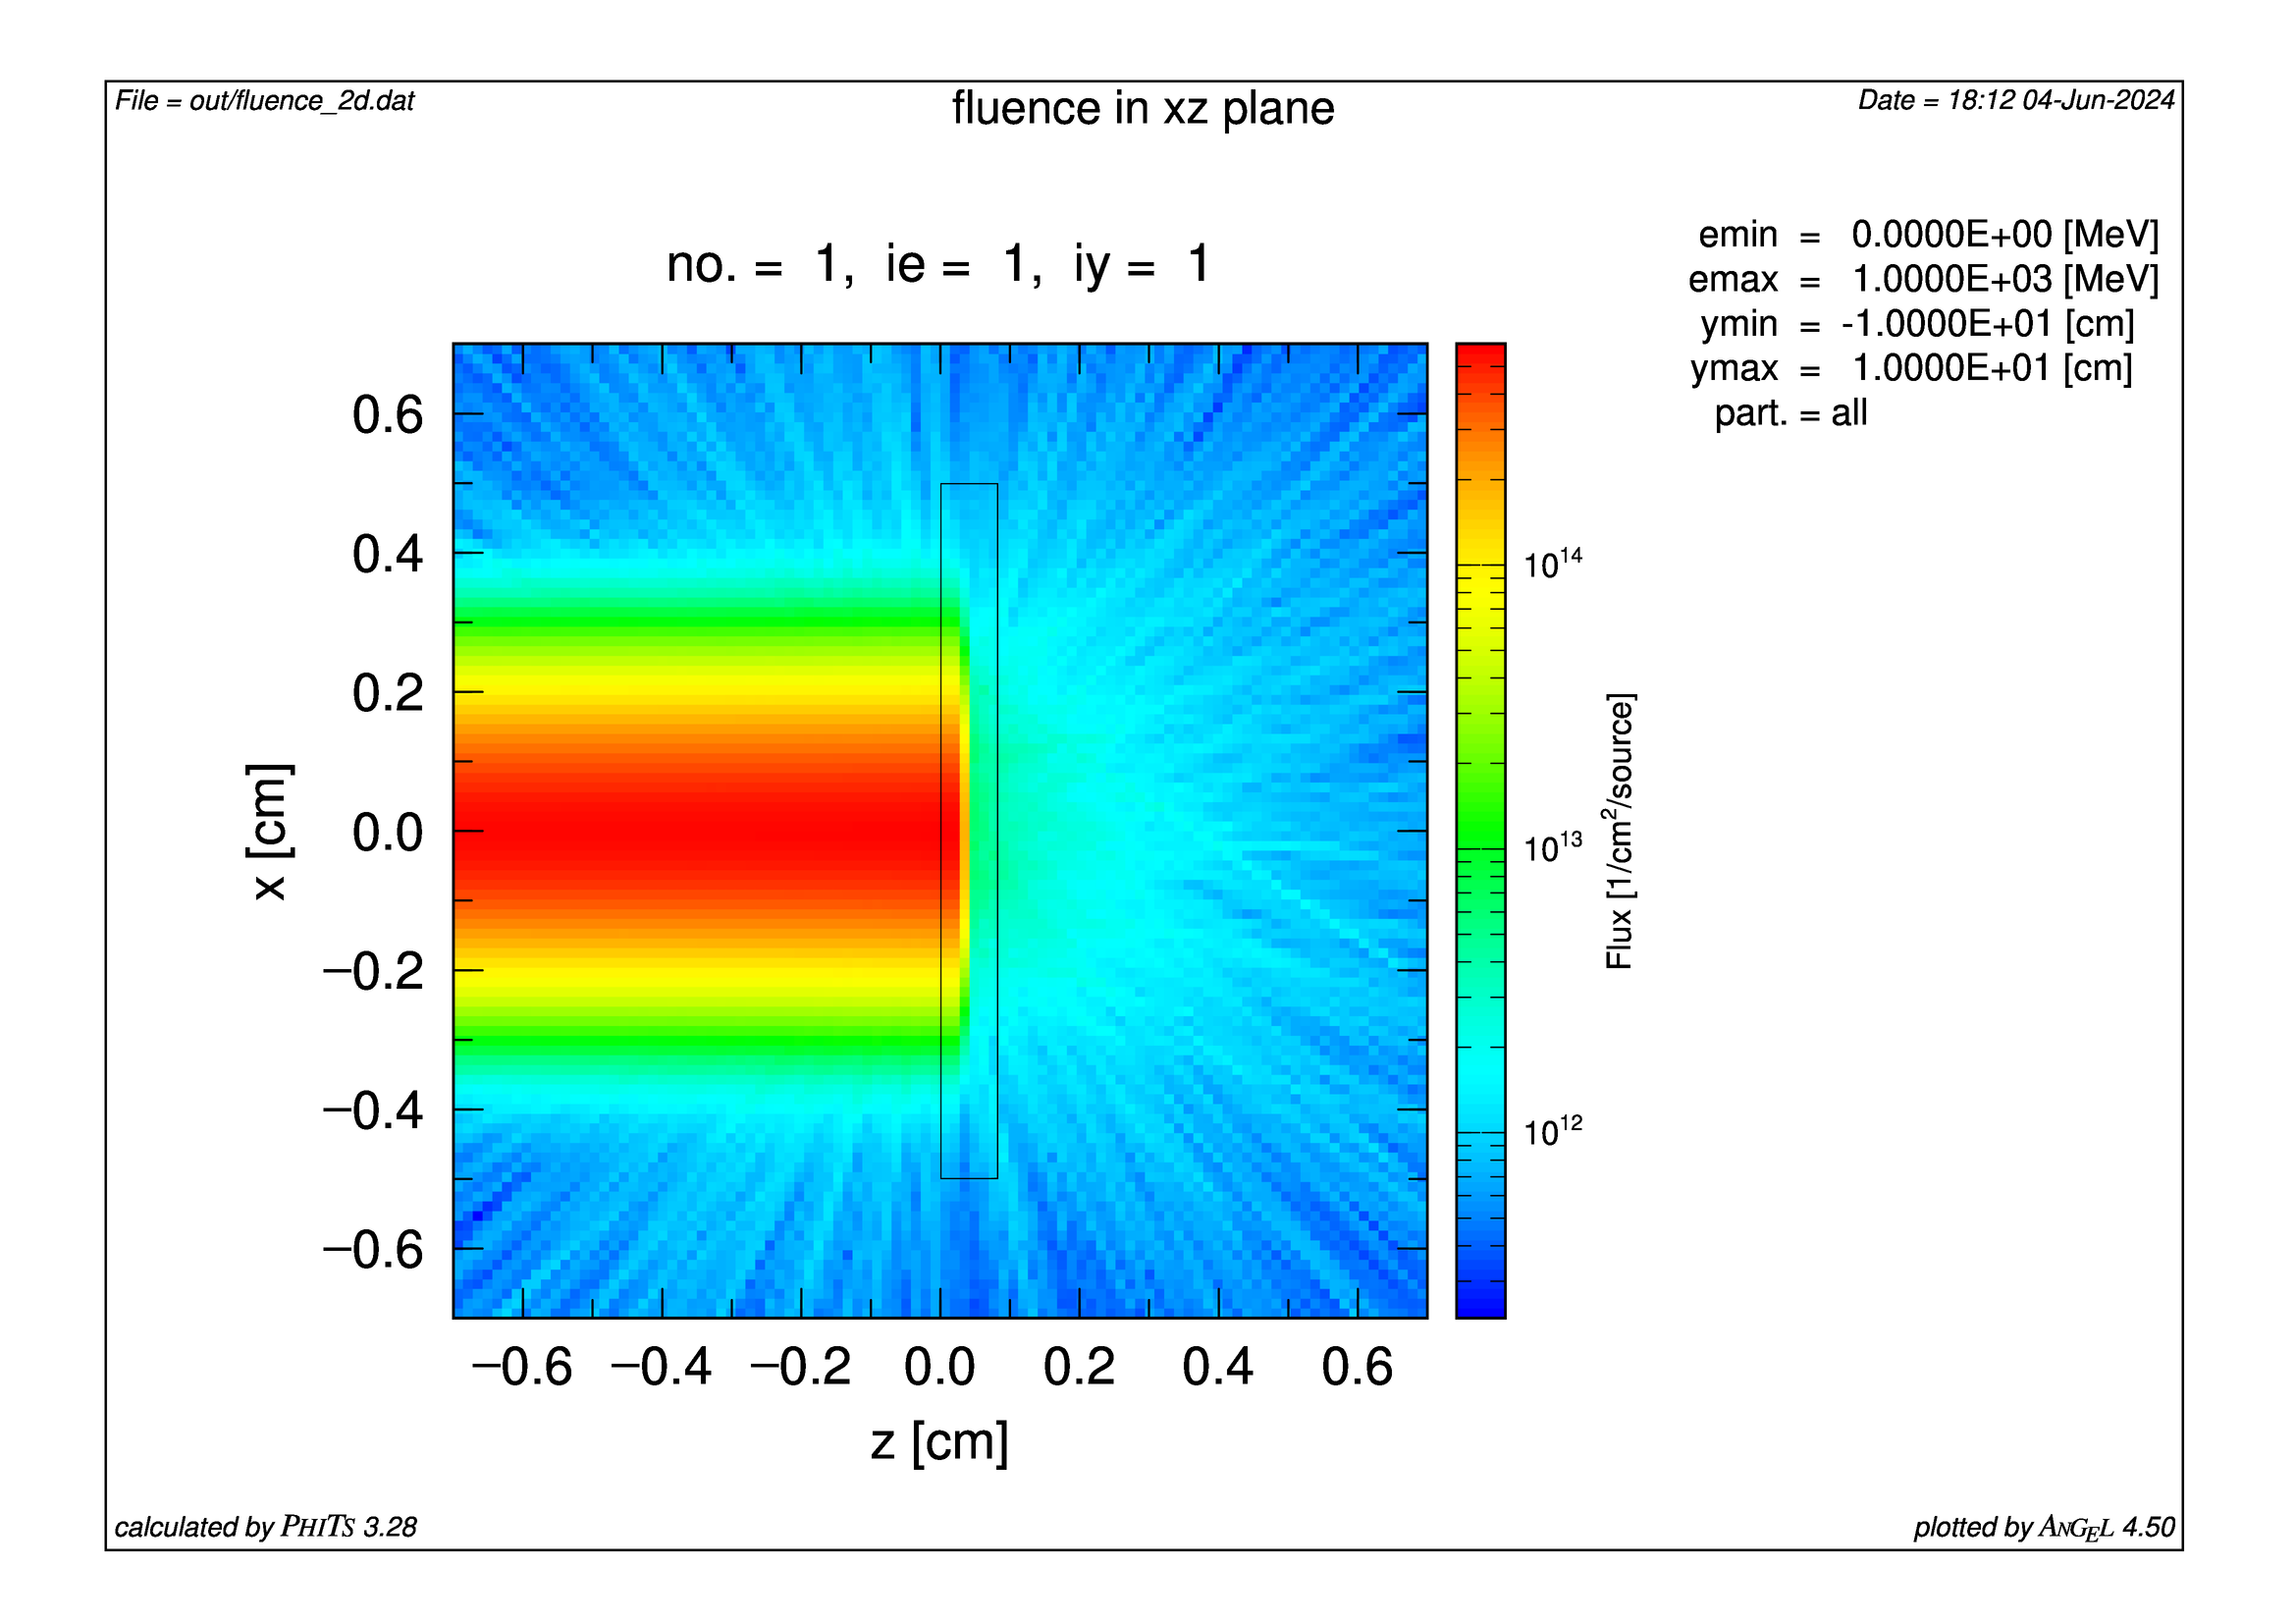 File = out/fluence_2d.dat
fluence in xz plane
Date = 18:12 04-Jun-2024
no. = 1, ie = 1, iy = 1
emin = 0.0000E+00 [MeV]
emax = 1.0000E+03 [MeV]
ymin = -1.0000E+01 [cm]
ymax = 1.0000E+01 [cm]
part. = all
0.6
0.4
0.2
0.0
−0.2
−0.4
−0.6
x [cm]
−0.6 −0.4 −0.2 0.0 0.2 0.4 0.6
z [cm]
10^14
10^13
10^12
Flux [1/cm²/source]
calculated by PHITS 3.28
plotted by ANGEL 4.50